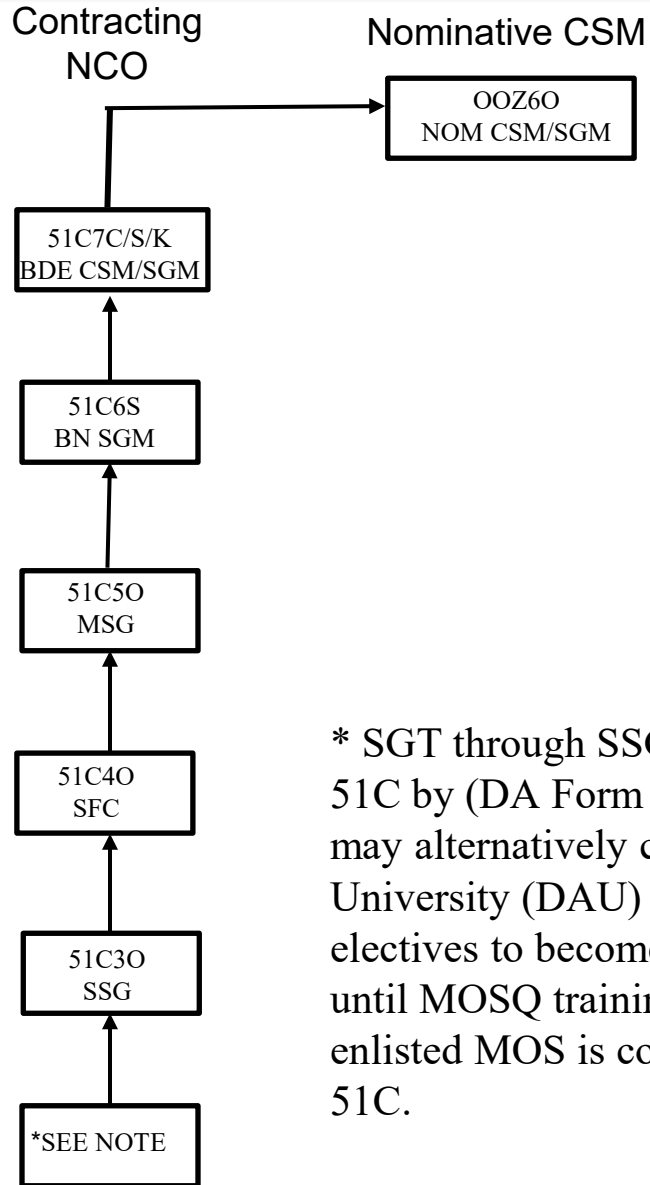 Contracting
NCO
Nominative CSM
OOZ6O
NOM CSM/SGM
51C7C/S/K
BDE CSM/SGM
51C6S
BN SGM
51C5O
MSG
51C4O
SFC
51C3O
SSG
*SEE NOTE
* SGT through SSG
51C by (DA Form
may alternatively
University (DAU)
electives to become
until MOSQ
enlisted MOS is
51C.